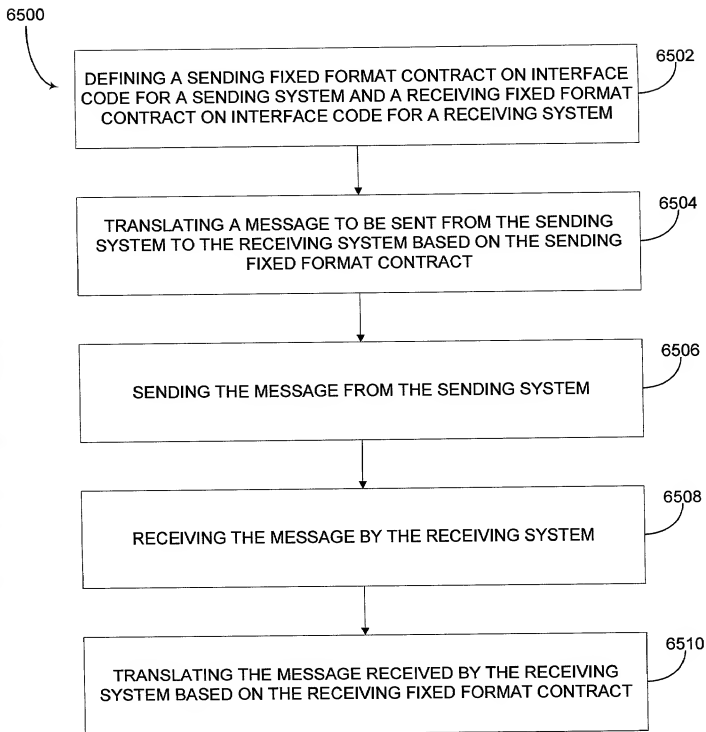 6500
6502
DEFINING A SENDING FIXED FORMAT CONTRACT ON INTERFACE
CODE FOR A SENDING SYSTEM AND A RECEIVING FIXED FORMAT
CONTRACT ON INTERFACE CODE FOR A RECEIVING SYSTEM
6504
TRANSLATING A MESSAGE TO BE SENT FROM THE SENDING
SYSTEM TO THE RECEIVING SYSTEM BASED ON THE SENDING
FIXED FORMAT CONTRACT
6506
SENDING THE MESSAGE FROM THE SENDING SYSTEM
6508
RECEIVING THE MESSAGE BY THE RECEIVING SYSTEM
6510
TRANSLATING THE MESSAGE RECEIVED BY THE RECEIVING
SYSTEM BASED ON THE RECEIVING FIXED FORMAT CONTRACT